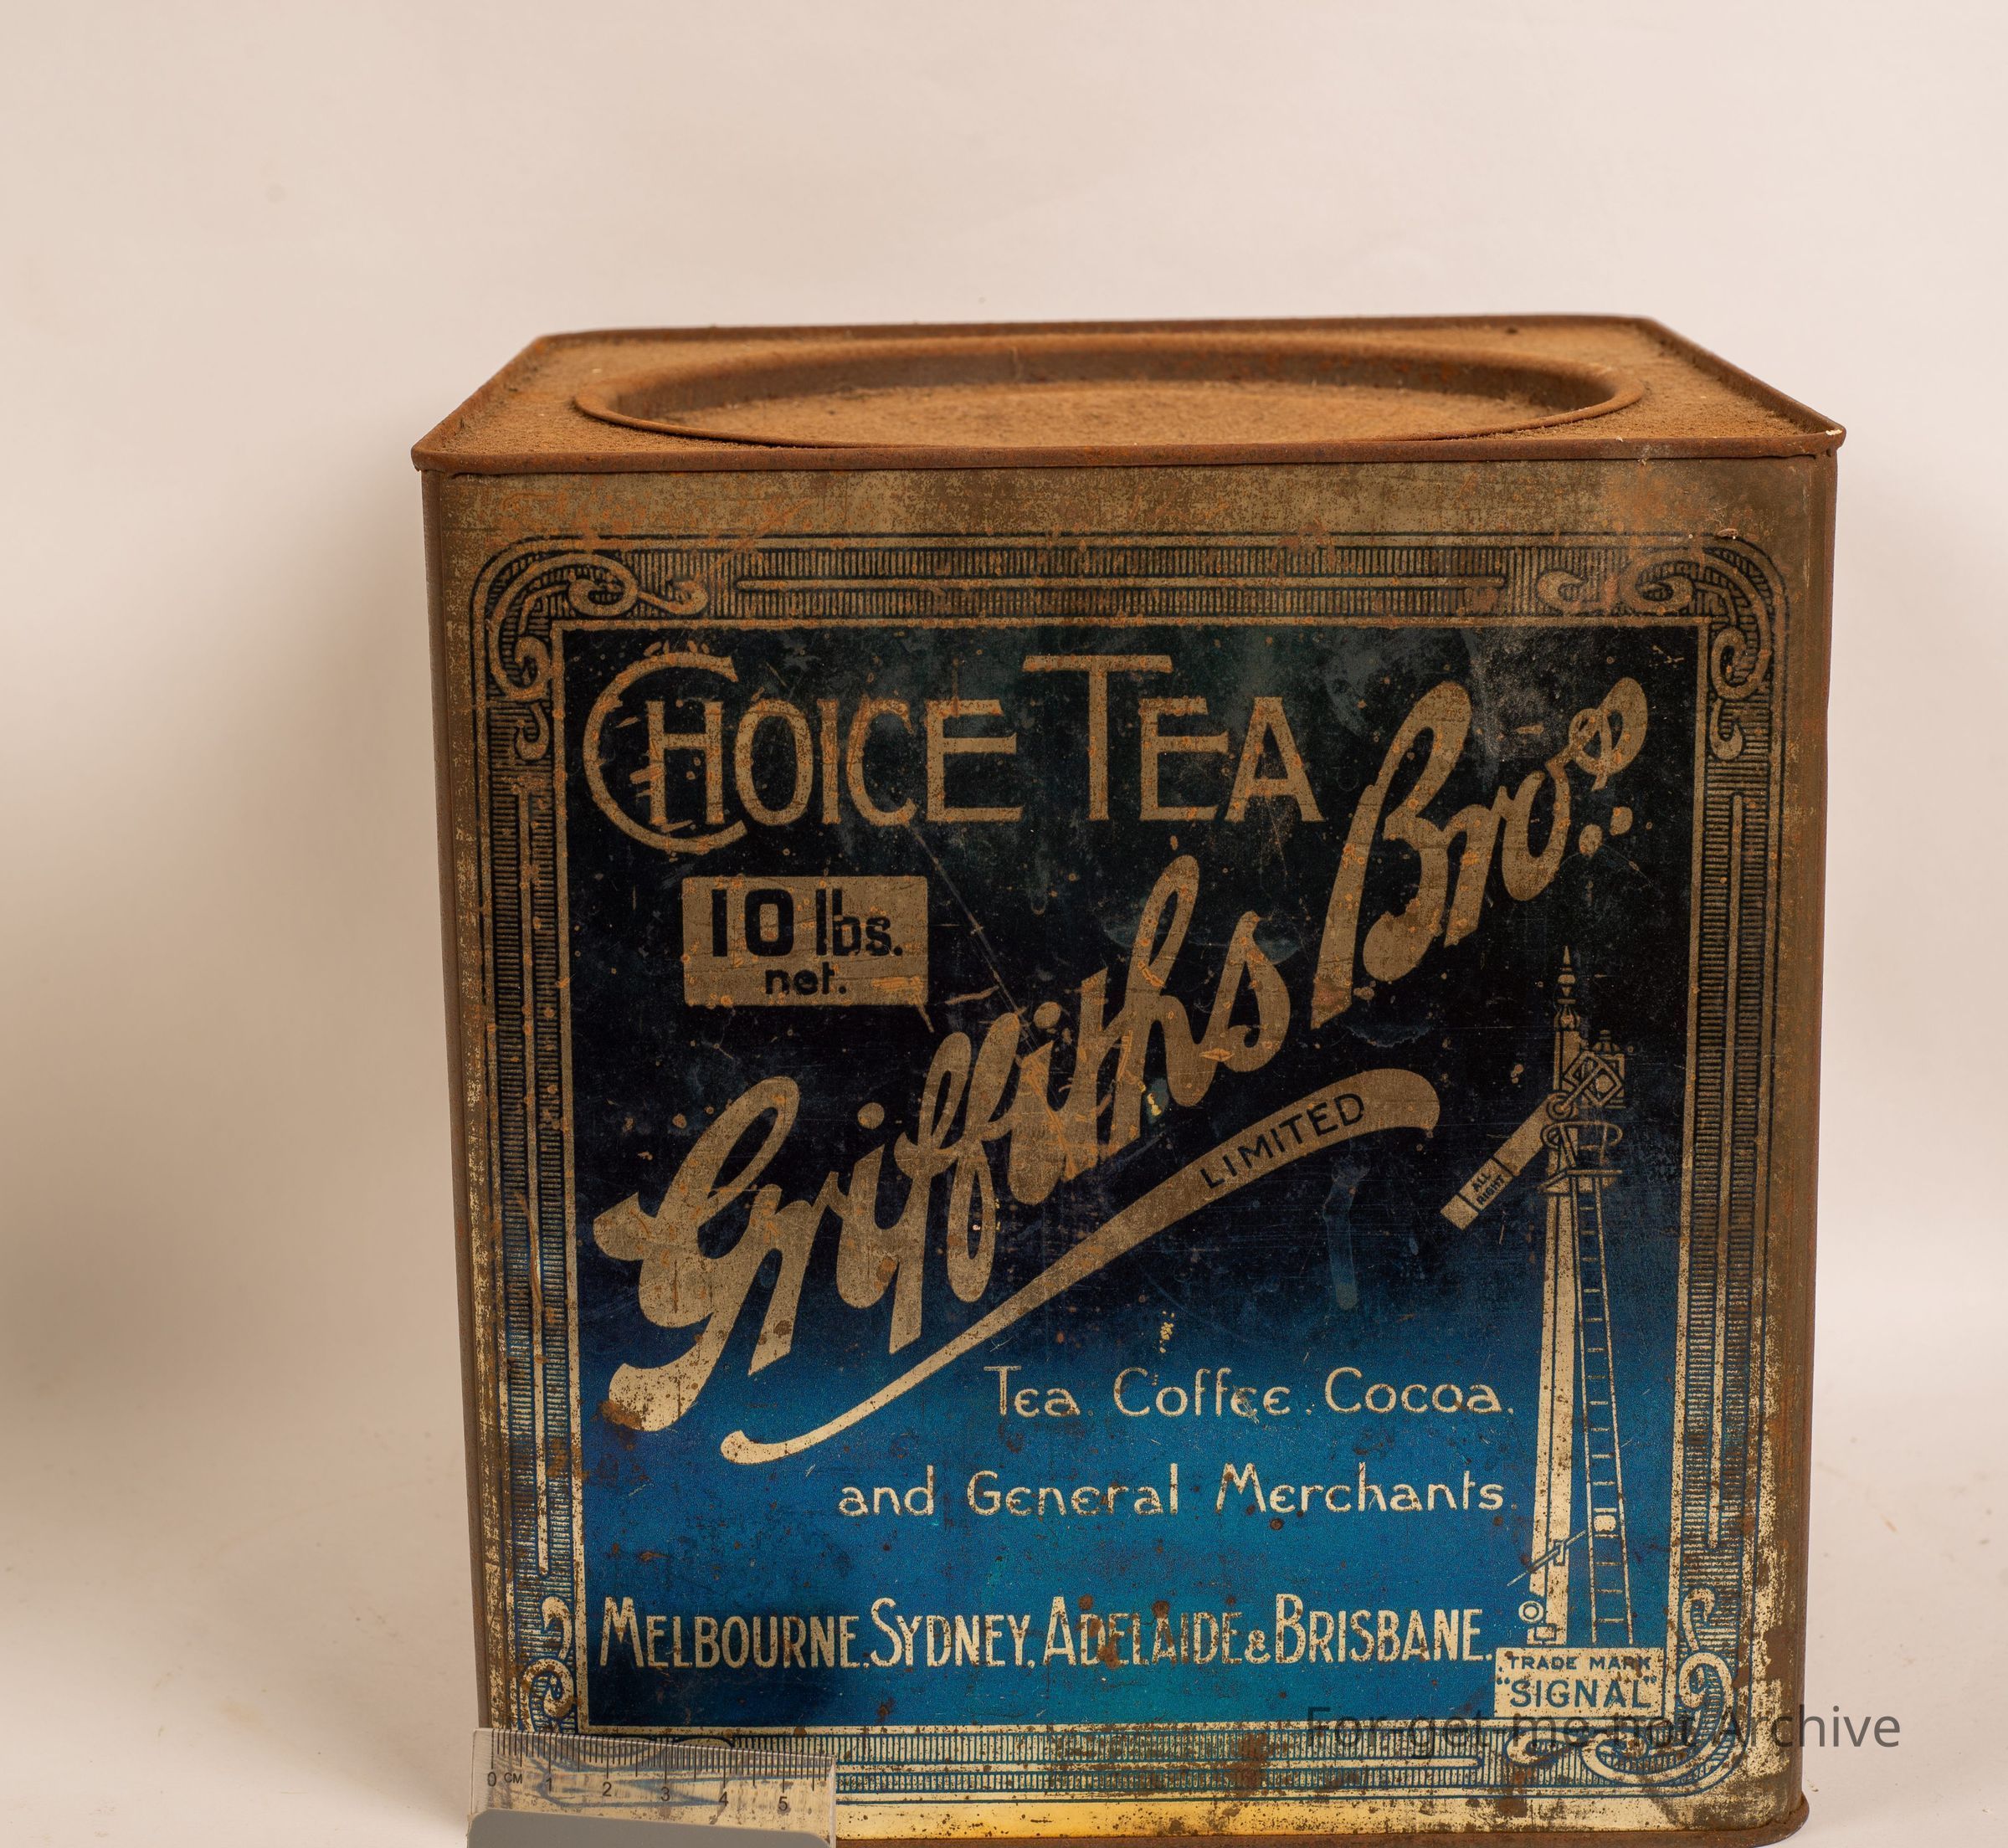 CHOICE TEA
10 lbs.
net.
Griffiths Bros.
LIMITED
ALL
RIGHT
Tea. Coffee. Cocoa.
and General Merchants.
MELBOURNE. SYDNEY. ADELAIDE & BRISBANE.
TRADE MARK
"SIGNAL"
For-get-me-not Archive
0 CM 1 2 3 4 5